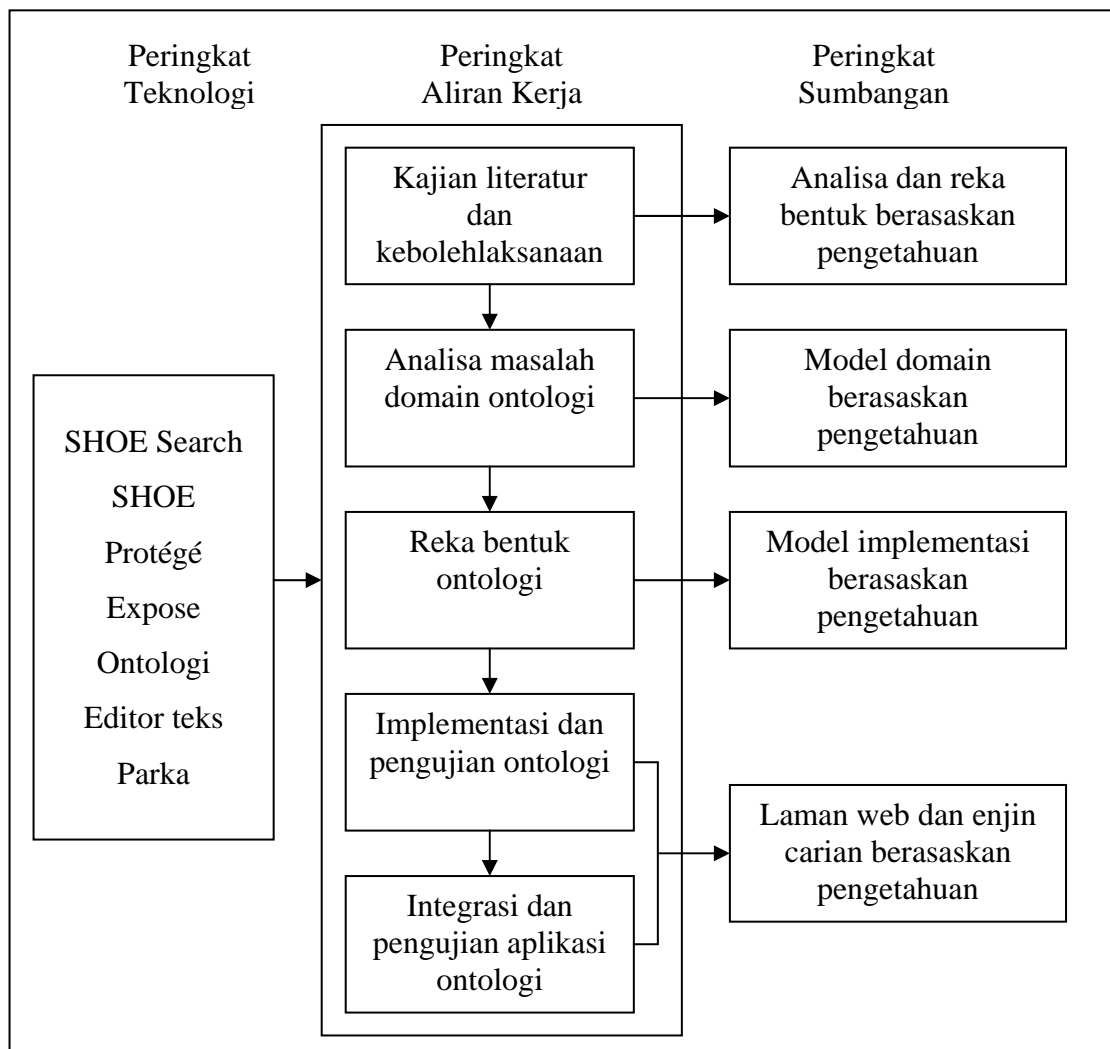 Peringkat
Teknologi
Peringkat
Aliran Kerja
Peringkat
Sumbangan
SHOE Search
SHOE
Protégé
Expose
Ontologi
Editor teks
Parka
Kajian literatur
dan
kebolehlaksanaan
Analisa masalah
domain ontologi
Reka bentuk
ontologi
Implementasi dan
pengujian ontologi
Integrasi dan
pengujian aplikasi
ontologi
Analisa dan reka
bentuk berasaskan
pengetahuan
Model domain
berasaskan
pengetahuan
Model implementasi
berasaskan
pengetahuan
Laman web dan enjin
carian berasaskan
pengetahuan